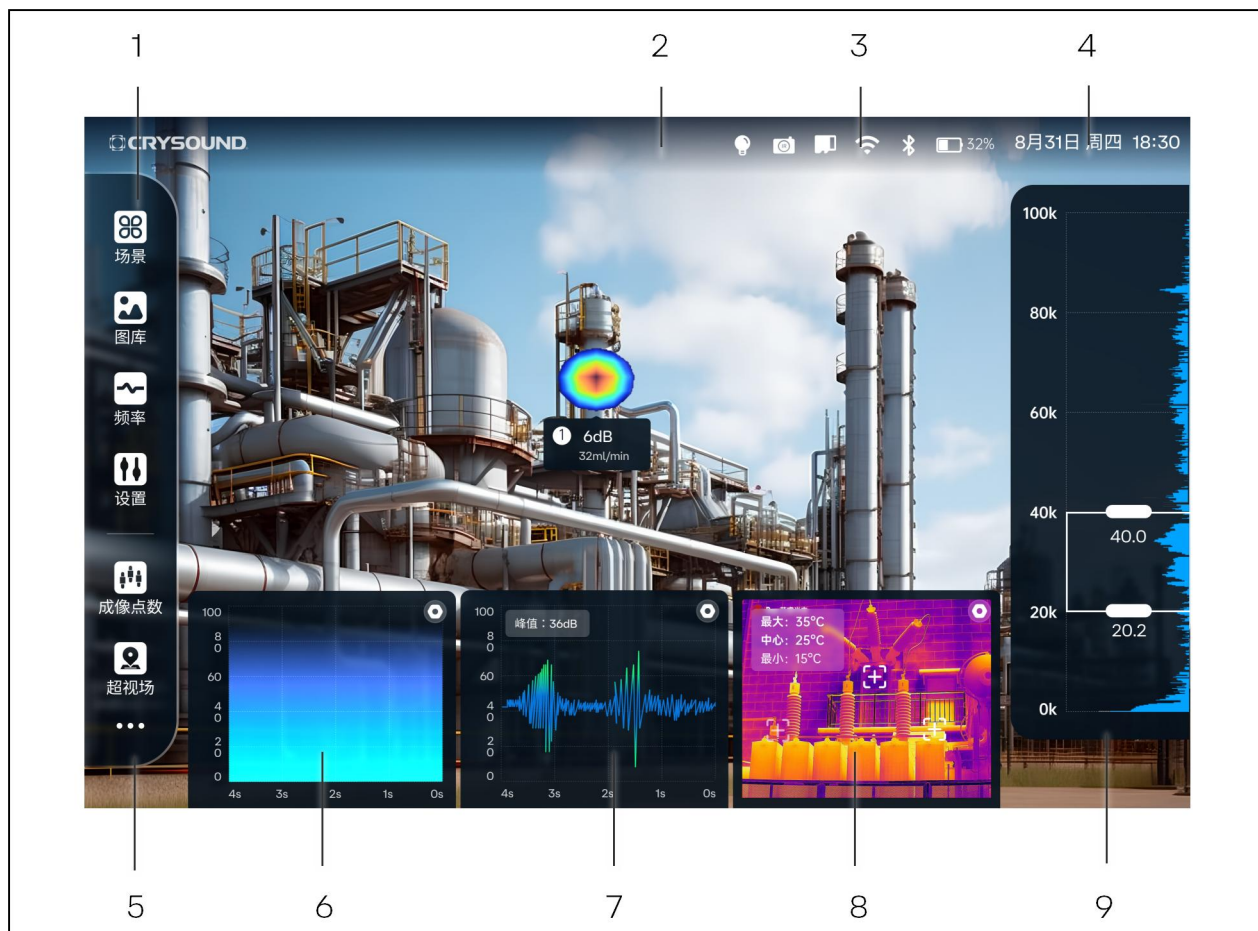 1
2
3
4
CRYSOUND
32%
8月31日 周四 18:30
场景
图库
频率
设置
成像点数
超视场
1 6dB
32ml/min
100k
80k
60k
40k
40.0
20k
20.2
0k
100
8
0
60
4
0
2
0
0
4s 3s 2s 1s 0s
100
峰值：36dB
8
0
60
4
0
2
0
0
4s 3s 2s 1s 0s
最大：35°C
中心：25°C
最小：15°C
5
6
7
8
9